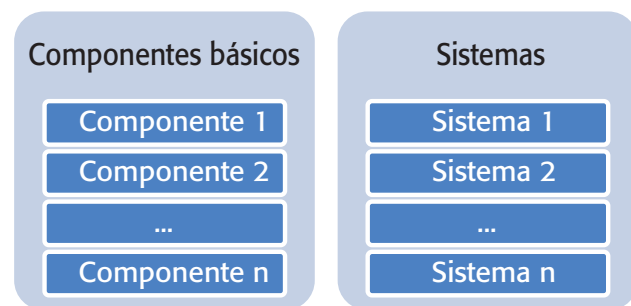 Componentes básicos
Componente 1
Componente 2
...
Componente n
Sistemas
Sistema 1
Sistema 2
...
Sistema n